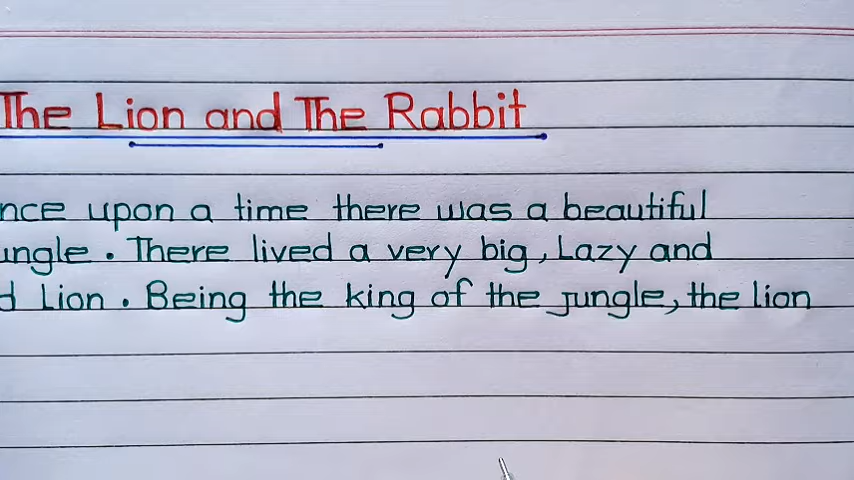 The Lion and The Rabbit
nce upon a time there was a beautiful
ungle. There lived a very big, Lazy and
d Lion. Being the king of the jungle, the lion